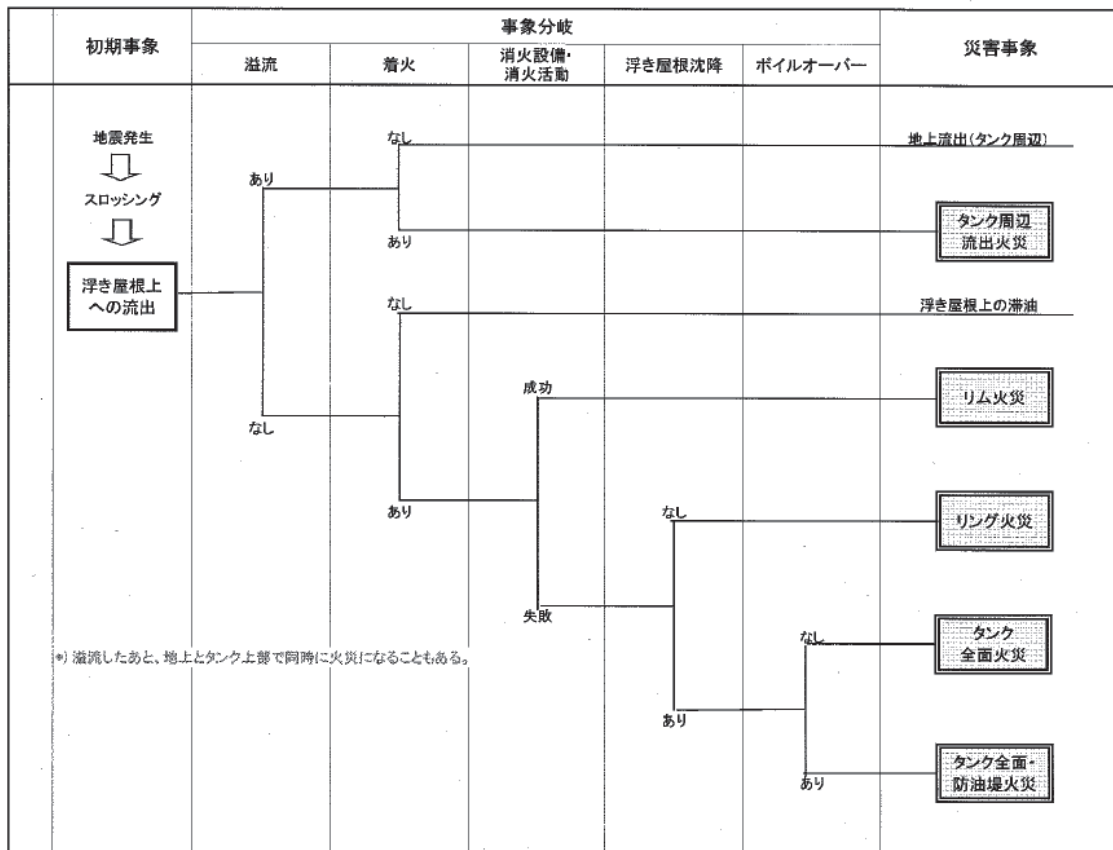 初期事象
事象分岐
災害事象
溢流
着火
消火設備・
消火活動
浮き屋根沈降
ボイルオーバー
地震発生
スロッシング
浮き屋根上
への流出
あり
なし
なし
あり
なし
あり
成功
失敗
なし
あり
なし
あり
地上流出(タンク周辺)
タンク周辺
流出火災
浮き屋根上の滞油
リム火災
リング火災
タンク
全面火災
タンク全面・
防油堤火災
*) 溢流したあと、地上とタンク上部で同時に火災になることもある。